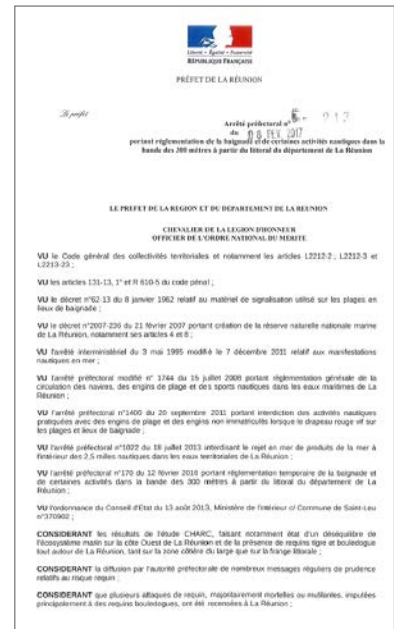 Liberté • Égalité • Fraternité
RÉPUBLIQUE FRANÇAISE
PRÉFET DE LA RÉUNION
Le préfet
Arrêté préfectoral n°
du 08 FEV. 2017
portant réglementation de la baignade et de certaines activités nautiques dans la
bande des 300 mètres à partir du littoral du département de La Réunion
LE PREFET DE LA REGION ET DU DEPARTEMENT DE LA REUNION
CHEVALIER DE LA LEGION D'HONNEUR
OFFICIER DE L'ORDRE NATIONAL DU MERITE
VU le Code général des collectivités territoriales et notamment les articles L2212-2 ; L2212-3 et
L2213-23 ;
VU les articles 131-13, 1° et R 610-5 du code pénal ;
VU le décret n°62-13 du 8 janvier 1962 relatif au matériel de signalisation utilisé sur les plages en
lieux de baignade ;
VU le décret n°2007-236 du 21 février 2007 portant création de la réserve naturelle nationale marine
de La Réunion, notamment ses articles 4 et 8 ;
VU l'arrêté interministériel du 3 mai 1995 modifié le 7 décembre 2011 relatif aux manifestations
nautiques en mer ;
VU l'arrêté préfectoral modifié n° 1744 du 15 juillet 2008 portant réglementation générale de la
circulation des navires, des engins de plage et des sports nautiques dans les eaux maritimes de La
Réunion ;
VU l'arrêté préfectoral n°1400 du 20 septembre 2011 portant interdiction des activités nautiques
pratiquées avec des engins de plage et des engins non immatriculés lorsque le drapeau rouge vif sur
les plages et lieux de baignade ;
VU l'arrêté préfectoral n°1022 du 18 juillet 2013 interdisant le rejet en mer de produits de la mer à
l'intérieur des 2,5 milles nautiques dans les eaux territoriales de La Réunion ;
VU l'arrêté préfectoral n°170 du 12 février 2016 portant réglementation temporaire de la baignade et
de certaines activités dans la bande des 300 mètres à partir du littoral du département de La
Réunion ;
VU l'ordonnance du Conseil d'Etat du 13 août 2013, Ministère de l'intérieur c/ Commune de Saint-Leu
n°370902 ;
CONSIDERANT les résultats de l'étude CHARC, faisant notamment état d'un déséquilibre de
l'écosystème marin sur la côte Ouest de La Réunion et de la présence de requins tigre et bouledogue
tout autour de La Réunion, tant sur la zone côtière du large que sur la frange littorale ;
CONSIDERANT la diffusion par l'autorité préfectorale de nombreux messages réguliers de prudence
relatifs au risque requin ;
CONSIDERANT que plusieurs attaques de requin, majoritairement mortelles ou mutilantes, imputées
principalement à des requins bouledogues, ont été recensées à La Réunion ;